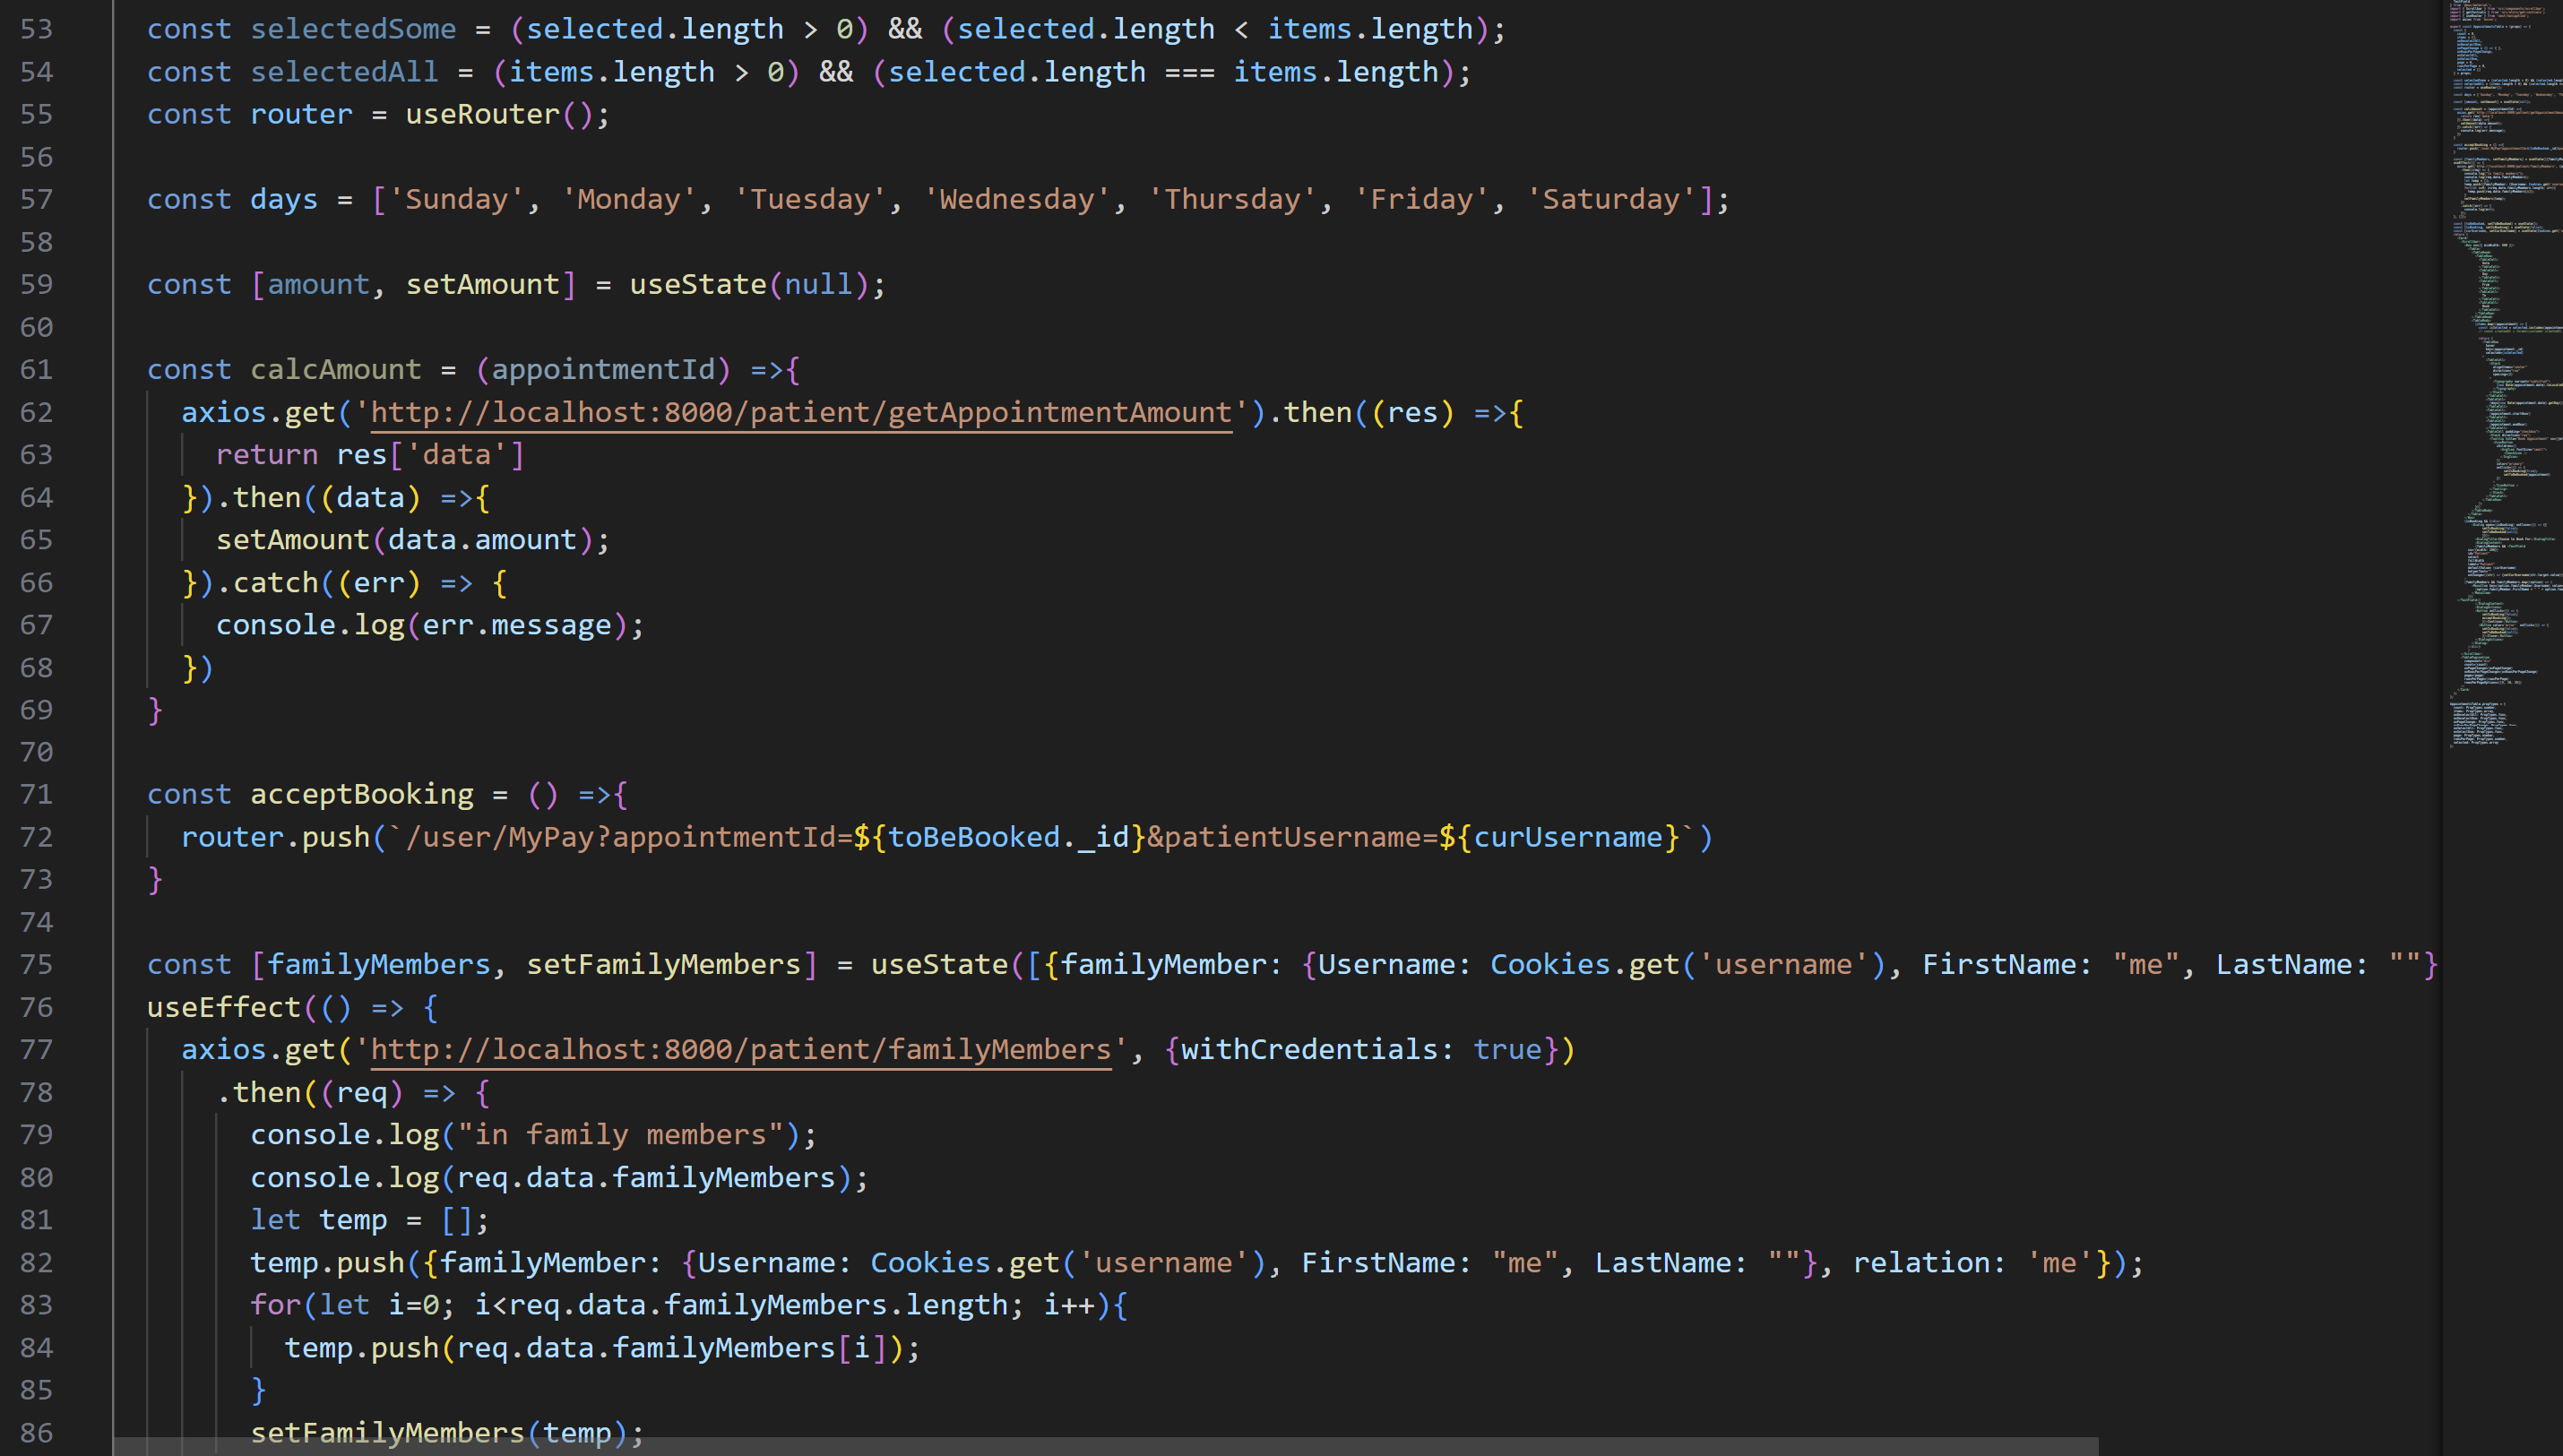 53 const selectedSome = (selected.length > 0) && (selected.length < items.length);
54 const selectedAll = (items.length > 0) && (selected.length === items.length);
55 const router = useRouter();
56
57 const days = ['Sunday', 'Monday', 'Tuesday', 'Wednesday', 'Thursday', 'Friday', 'Saturday'];
58
59 const [amount, setAmount] = useState(null);
60
61 const calcAmount = (appointmentId) =>{
62 axios.get('http://localhost:8000/patient/getAppointmentAmount').then((res) =>{
63 return res['data']
64 }).then((data) =>{
65 setAmount(data.amount);
66 }).catch((err) => {
67 console.log(err.message);
68 })
69 }
70
71 const acceptBooking = () =>{
72 router.push(`/user/MyPay?appointmentId=${toBeBooked._id}&patientUsername=${curUsername}`)
73 }
74
75 const [familyMembers, setFamilyMembers] = useState([{familyMember: {Username: Cookies.get('username'), FirstName: "me", LastName: ""}
76 useEffect(() => {
77 axios.get('http://localhost:8000/patient/familyMembers', {withCredentials: true})
78 .then((req) => {
79 console.log("in family members");
80 console.log(req.data.familyMembers);
81 let temp = [];
82 temp.push({familyMember: {Username: Cookies.get('username'), FirstName: "me", LastName: ""}, relation: 'me'});
83 for(let i=0; i<req.data.familyMembers.length; i++){
84 temp.push(req.data.familyMembers[i]);
85 }
86 setFamilyMembers(temp);